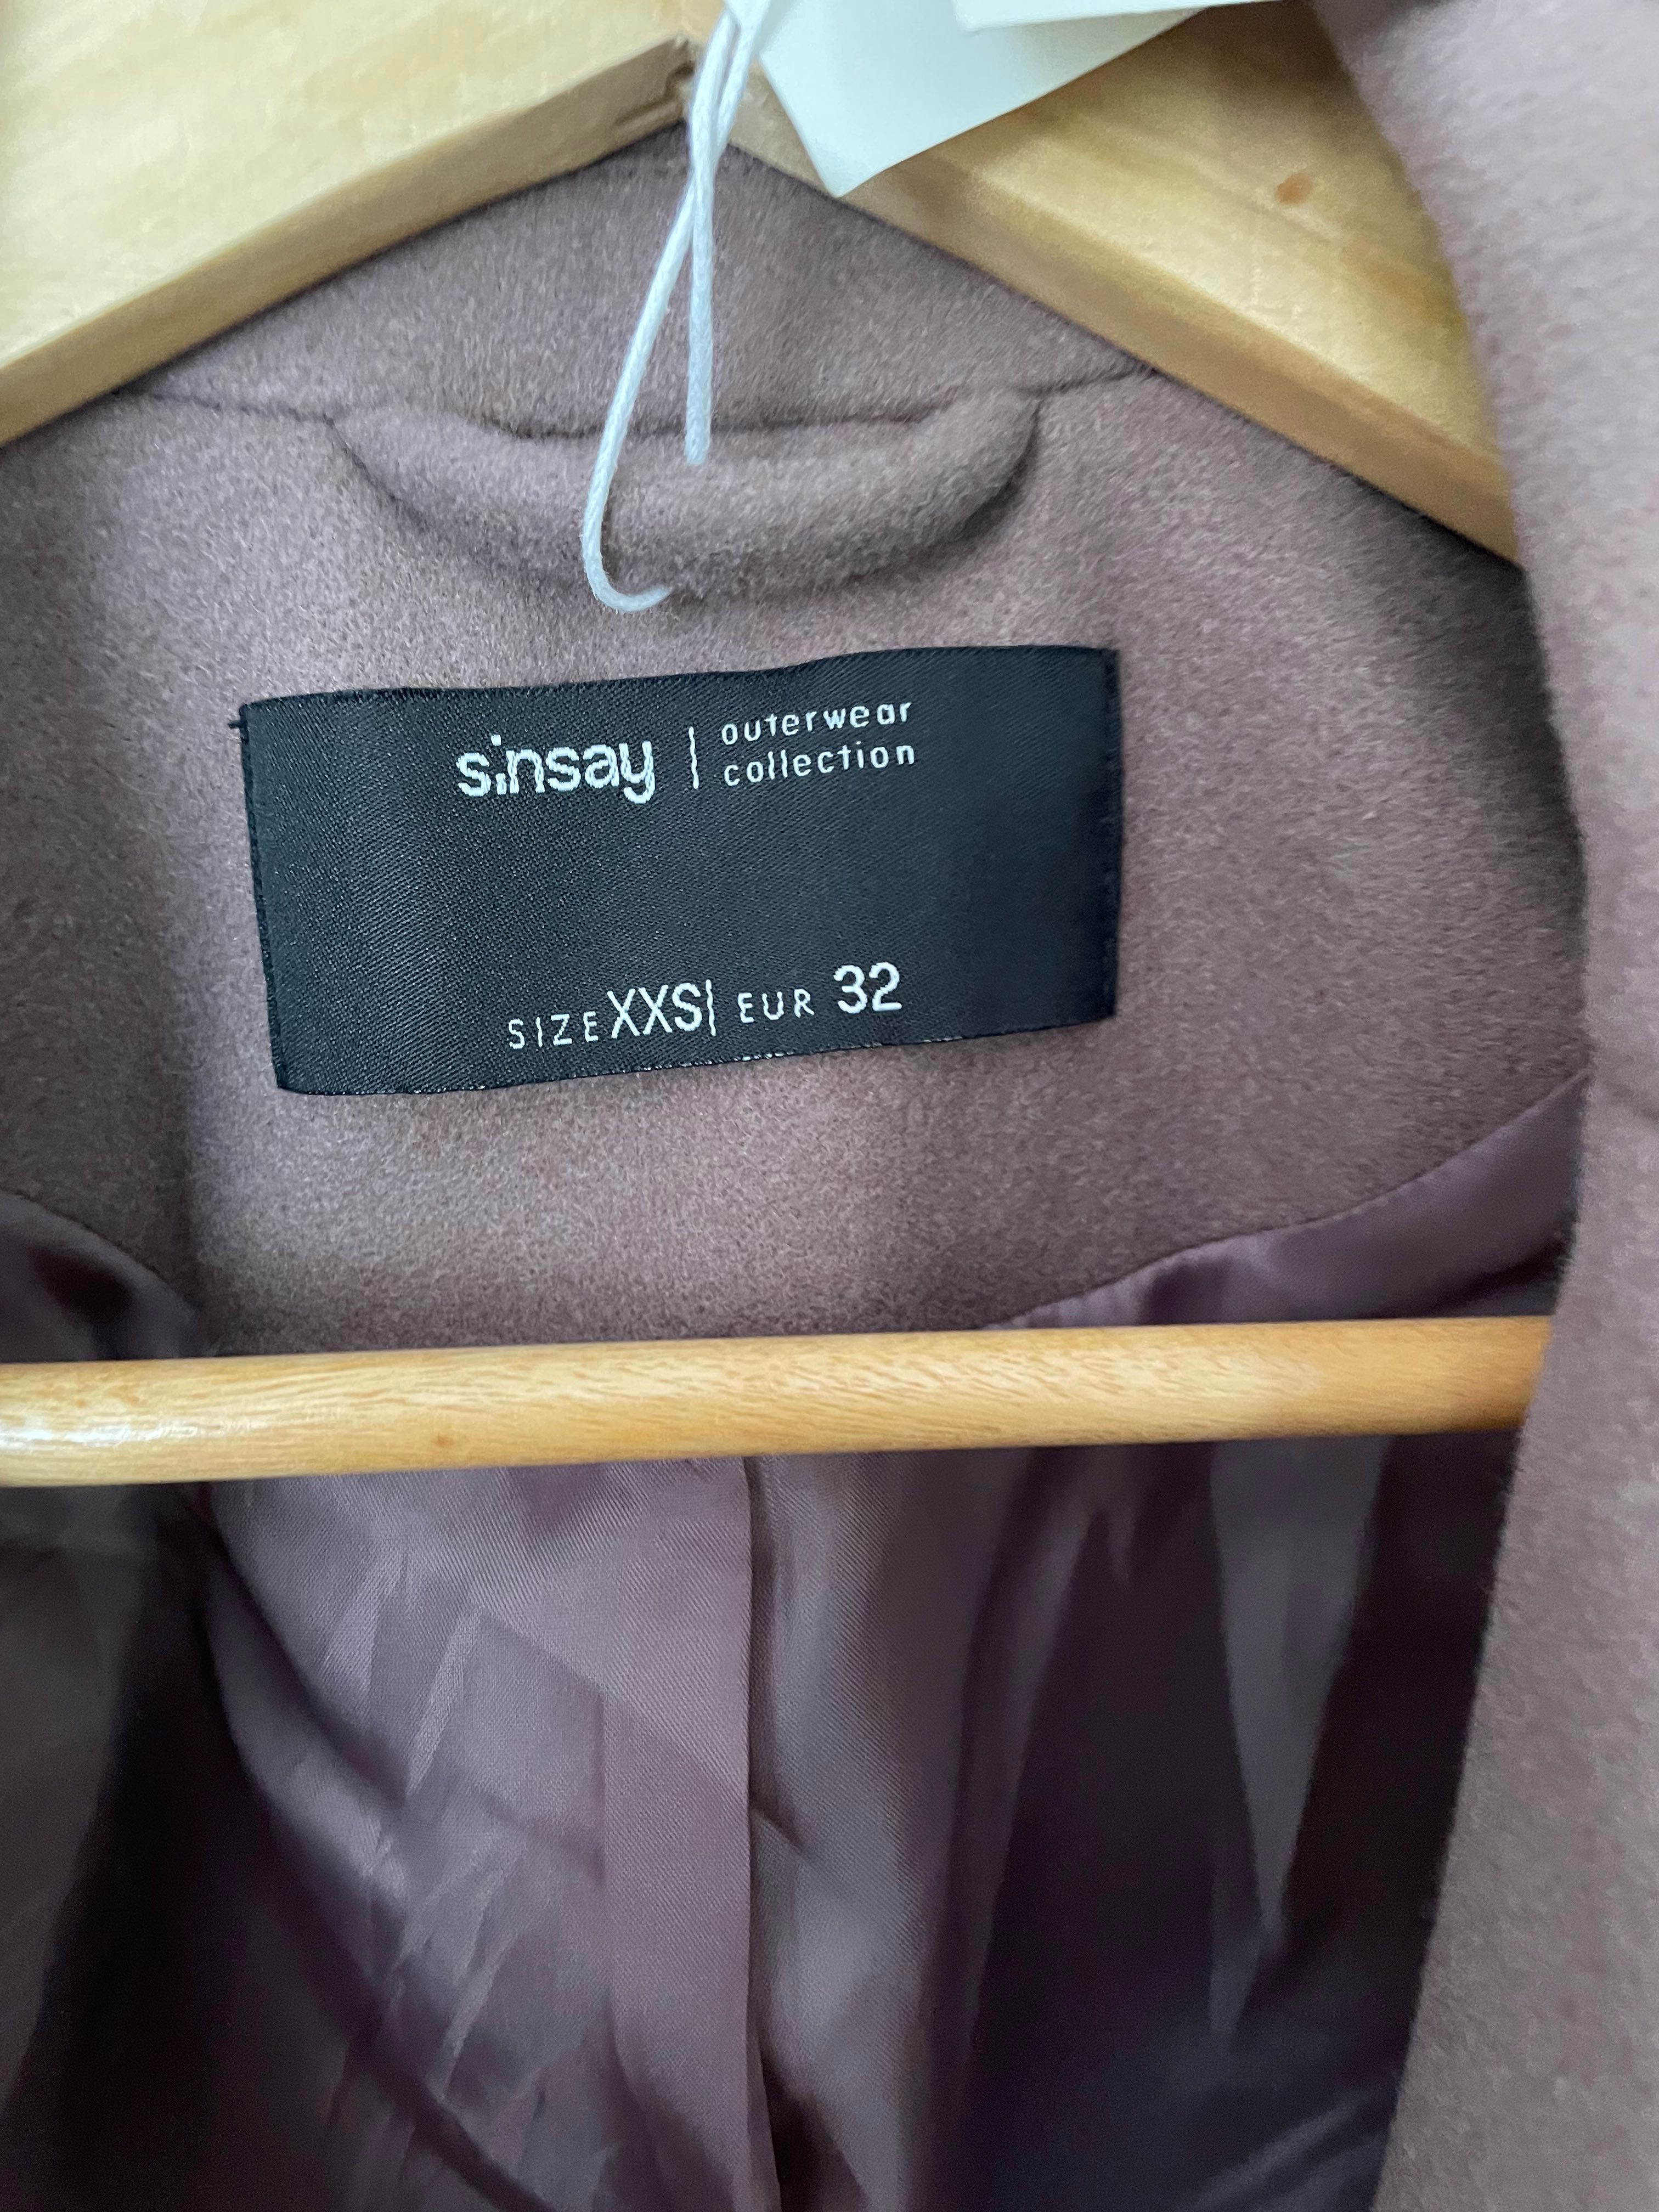 sinsay | outerwear
collection
SIZE XXS | EUR 32